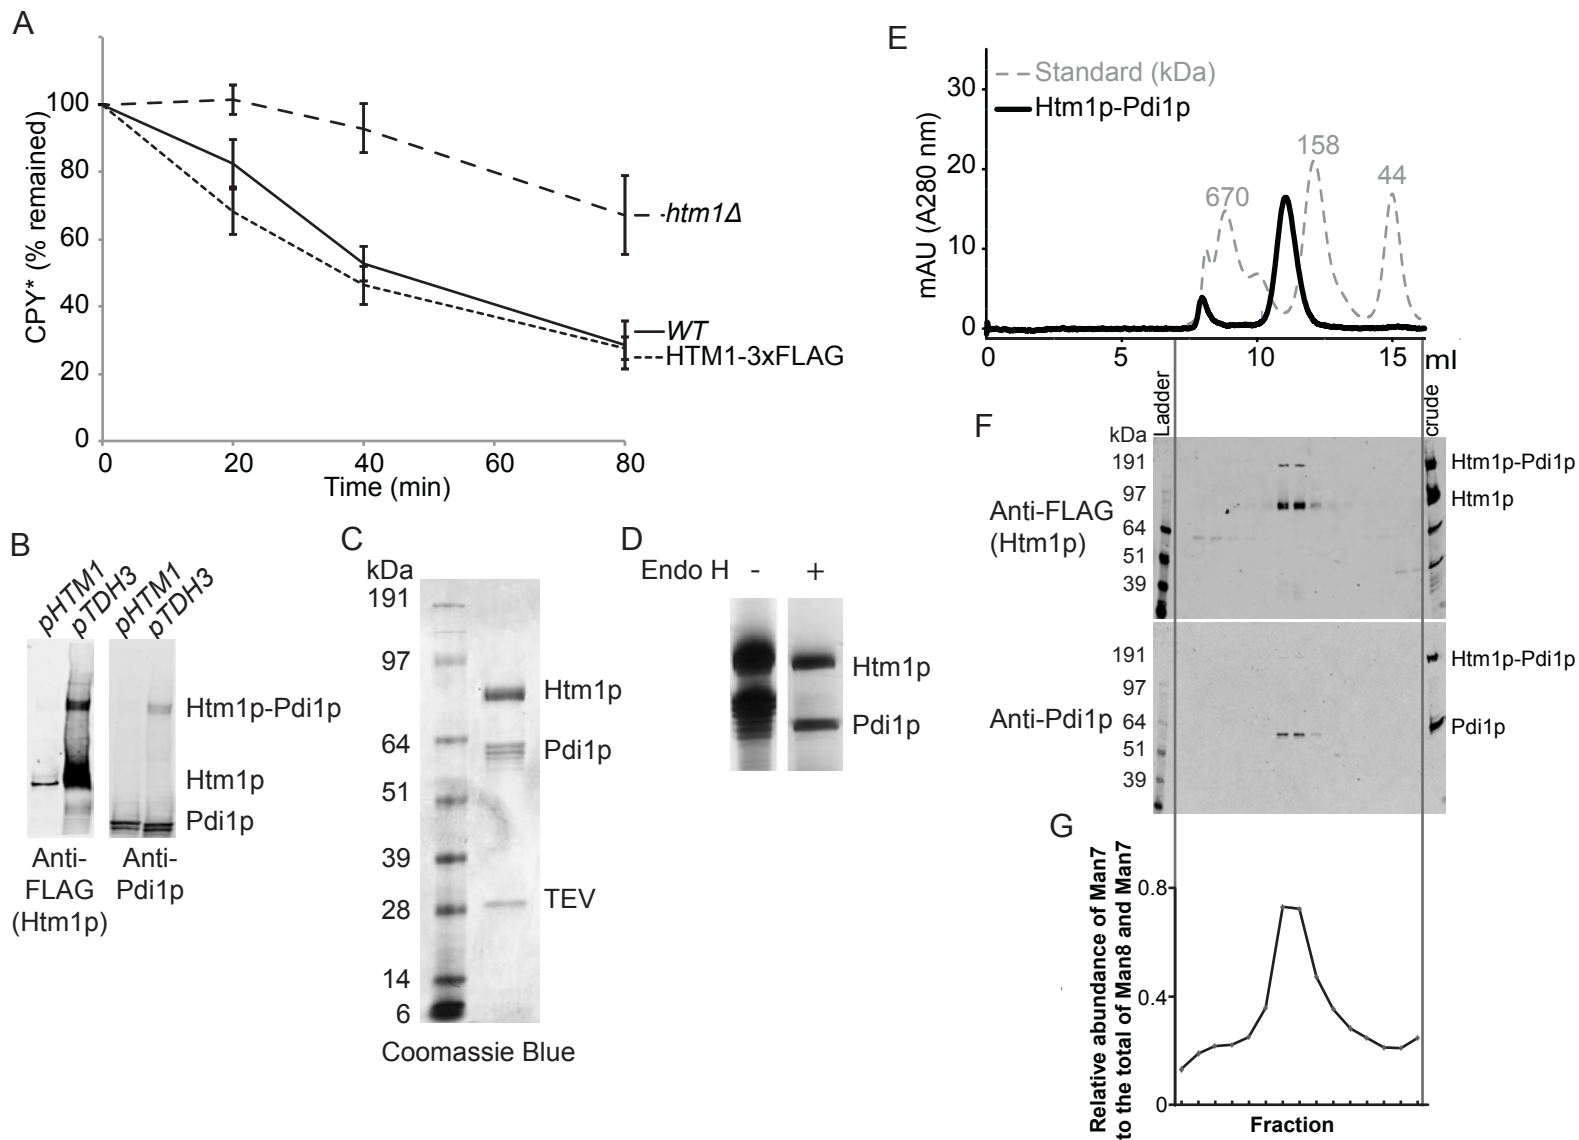 A
100
80
60
40
20
0
CPY* (% remained)
0 20 40 60 80
Time (min)
htm1Δ
WT
HTM1-3xFLAG
B
pHTM1
pTDH3
pHTM1
pTDH3
Htm1p-Pdi1p
Htm1p
Pdi1p
Anti-
FLAG
(Htm1p)
Anti-
Pdi1p
C
kDa
191
97
64
51
39
28
14
6
Htm1p
Pdi1p
TEV
Coomassie Blue
D
Endo H - +
Htm1p
Pdi1p
E
Standard (kDa)
Htm1p-Pdi1p
mAU (A280 nm)
30
20
10
0
670
158
44
0 5 10 15 ml
F
Ladder
crude
kDa
191
97
64
51
39
Anti-FLAG
(Htm1p)
Htm1p-Pdi1p
Htm1p
191
97
64
51
39
Anti-Pdi1p
Htm1p-Pdi1p
Pdi1p
G
Relative abundance of Man7
to the total of Man8 and Man7
0.8
0.4
0
Fraction